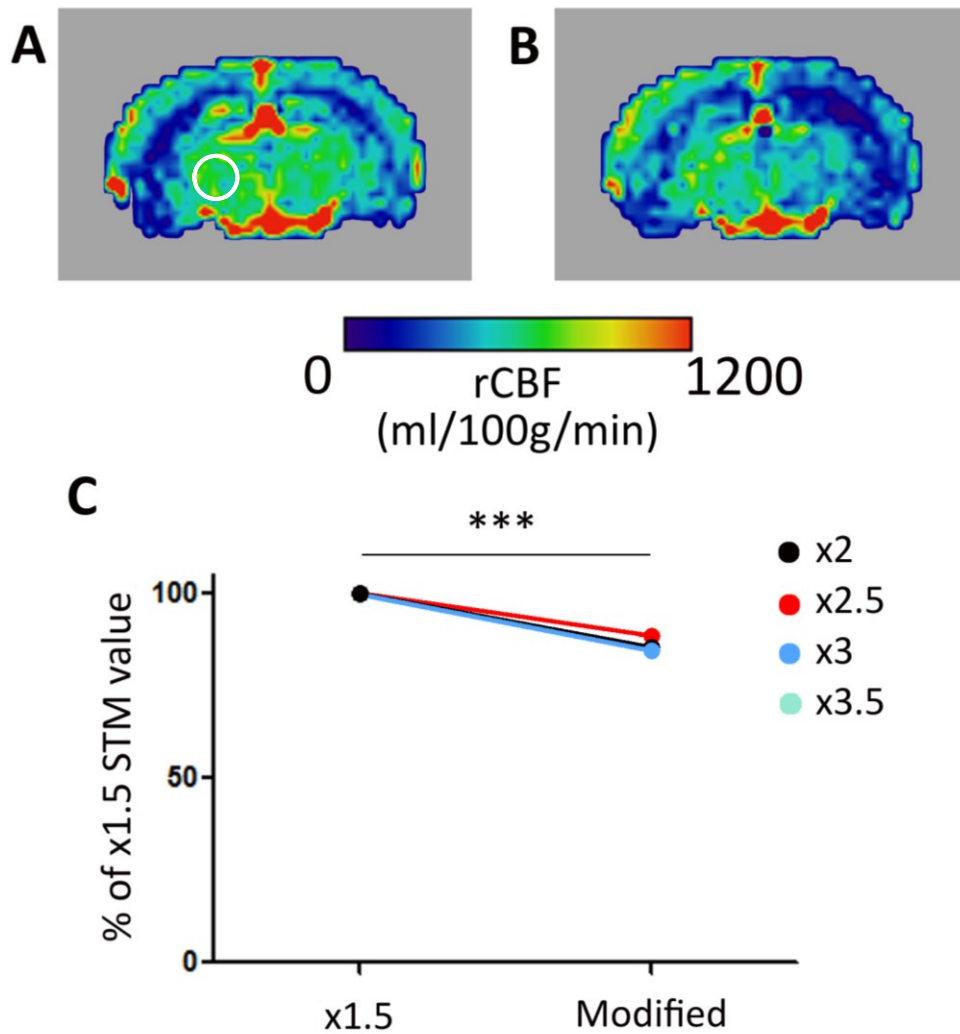 A
B
0
1200
rCBF
(ml/100g/min)
C
***
x2
x2.5
x3
x3.5
% of x1.5 STM value
100
50
0
x1.5
Modified